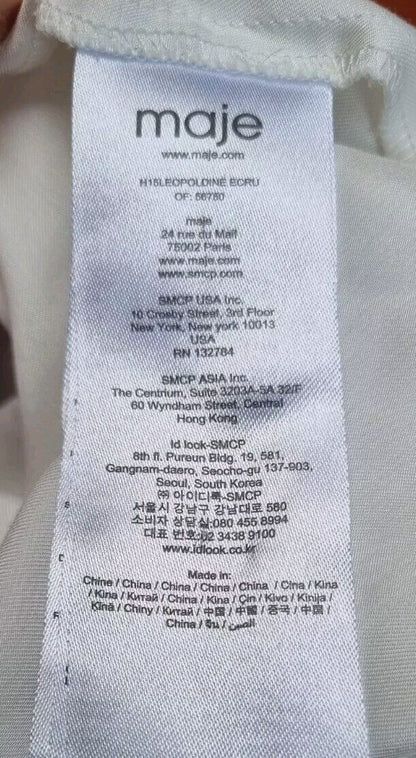 maje
www.maje.com
H15LEOPOLDINE ECRU
OF: 56750
maje
24 rue du Mail
75002 Paris
www.maje.com
www.smcp.com
SMCP USA Inc.
10 Crosby Street, 3rd Floor
New York, New york 10013
USA
RN 132784
SMCP ASIA Inc.
The Centrium, Suite 3203A-5A 32/F
60 Wyndham Street, Central
Hong Kong
Id look-SMCP
8th fl. Pureun Bldg. 19, 581,
Gangnam-daero, Seocho-gu 137-903,
Seoul, South Korea
㈜ 아이디룩-SMCP
서울시 강남구 강남대로 580
소비자 상담실:080 455 8994
대표 번호:02 3438 9100
www.idlook.co.kr
Made in:
Chine / China / China / China / China / Cina / Kina
/ Kina / Китай / China / Kina / Çin / Kivo / Kinija /
Kīna / Chiny / Китай / 中国 / 中國 / 중국 / 中国 /
China / จีน / الصين